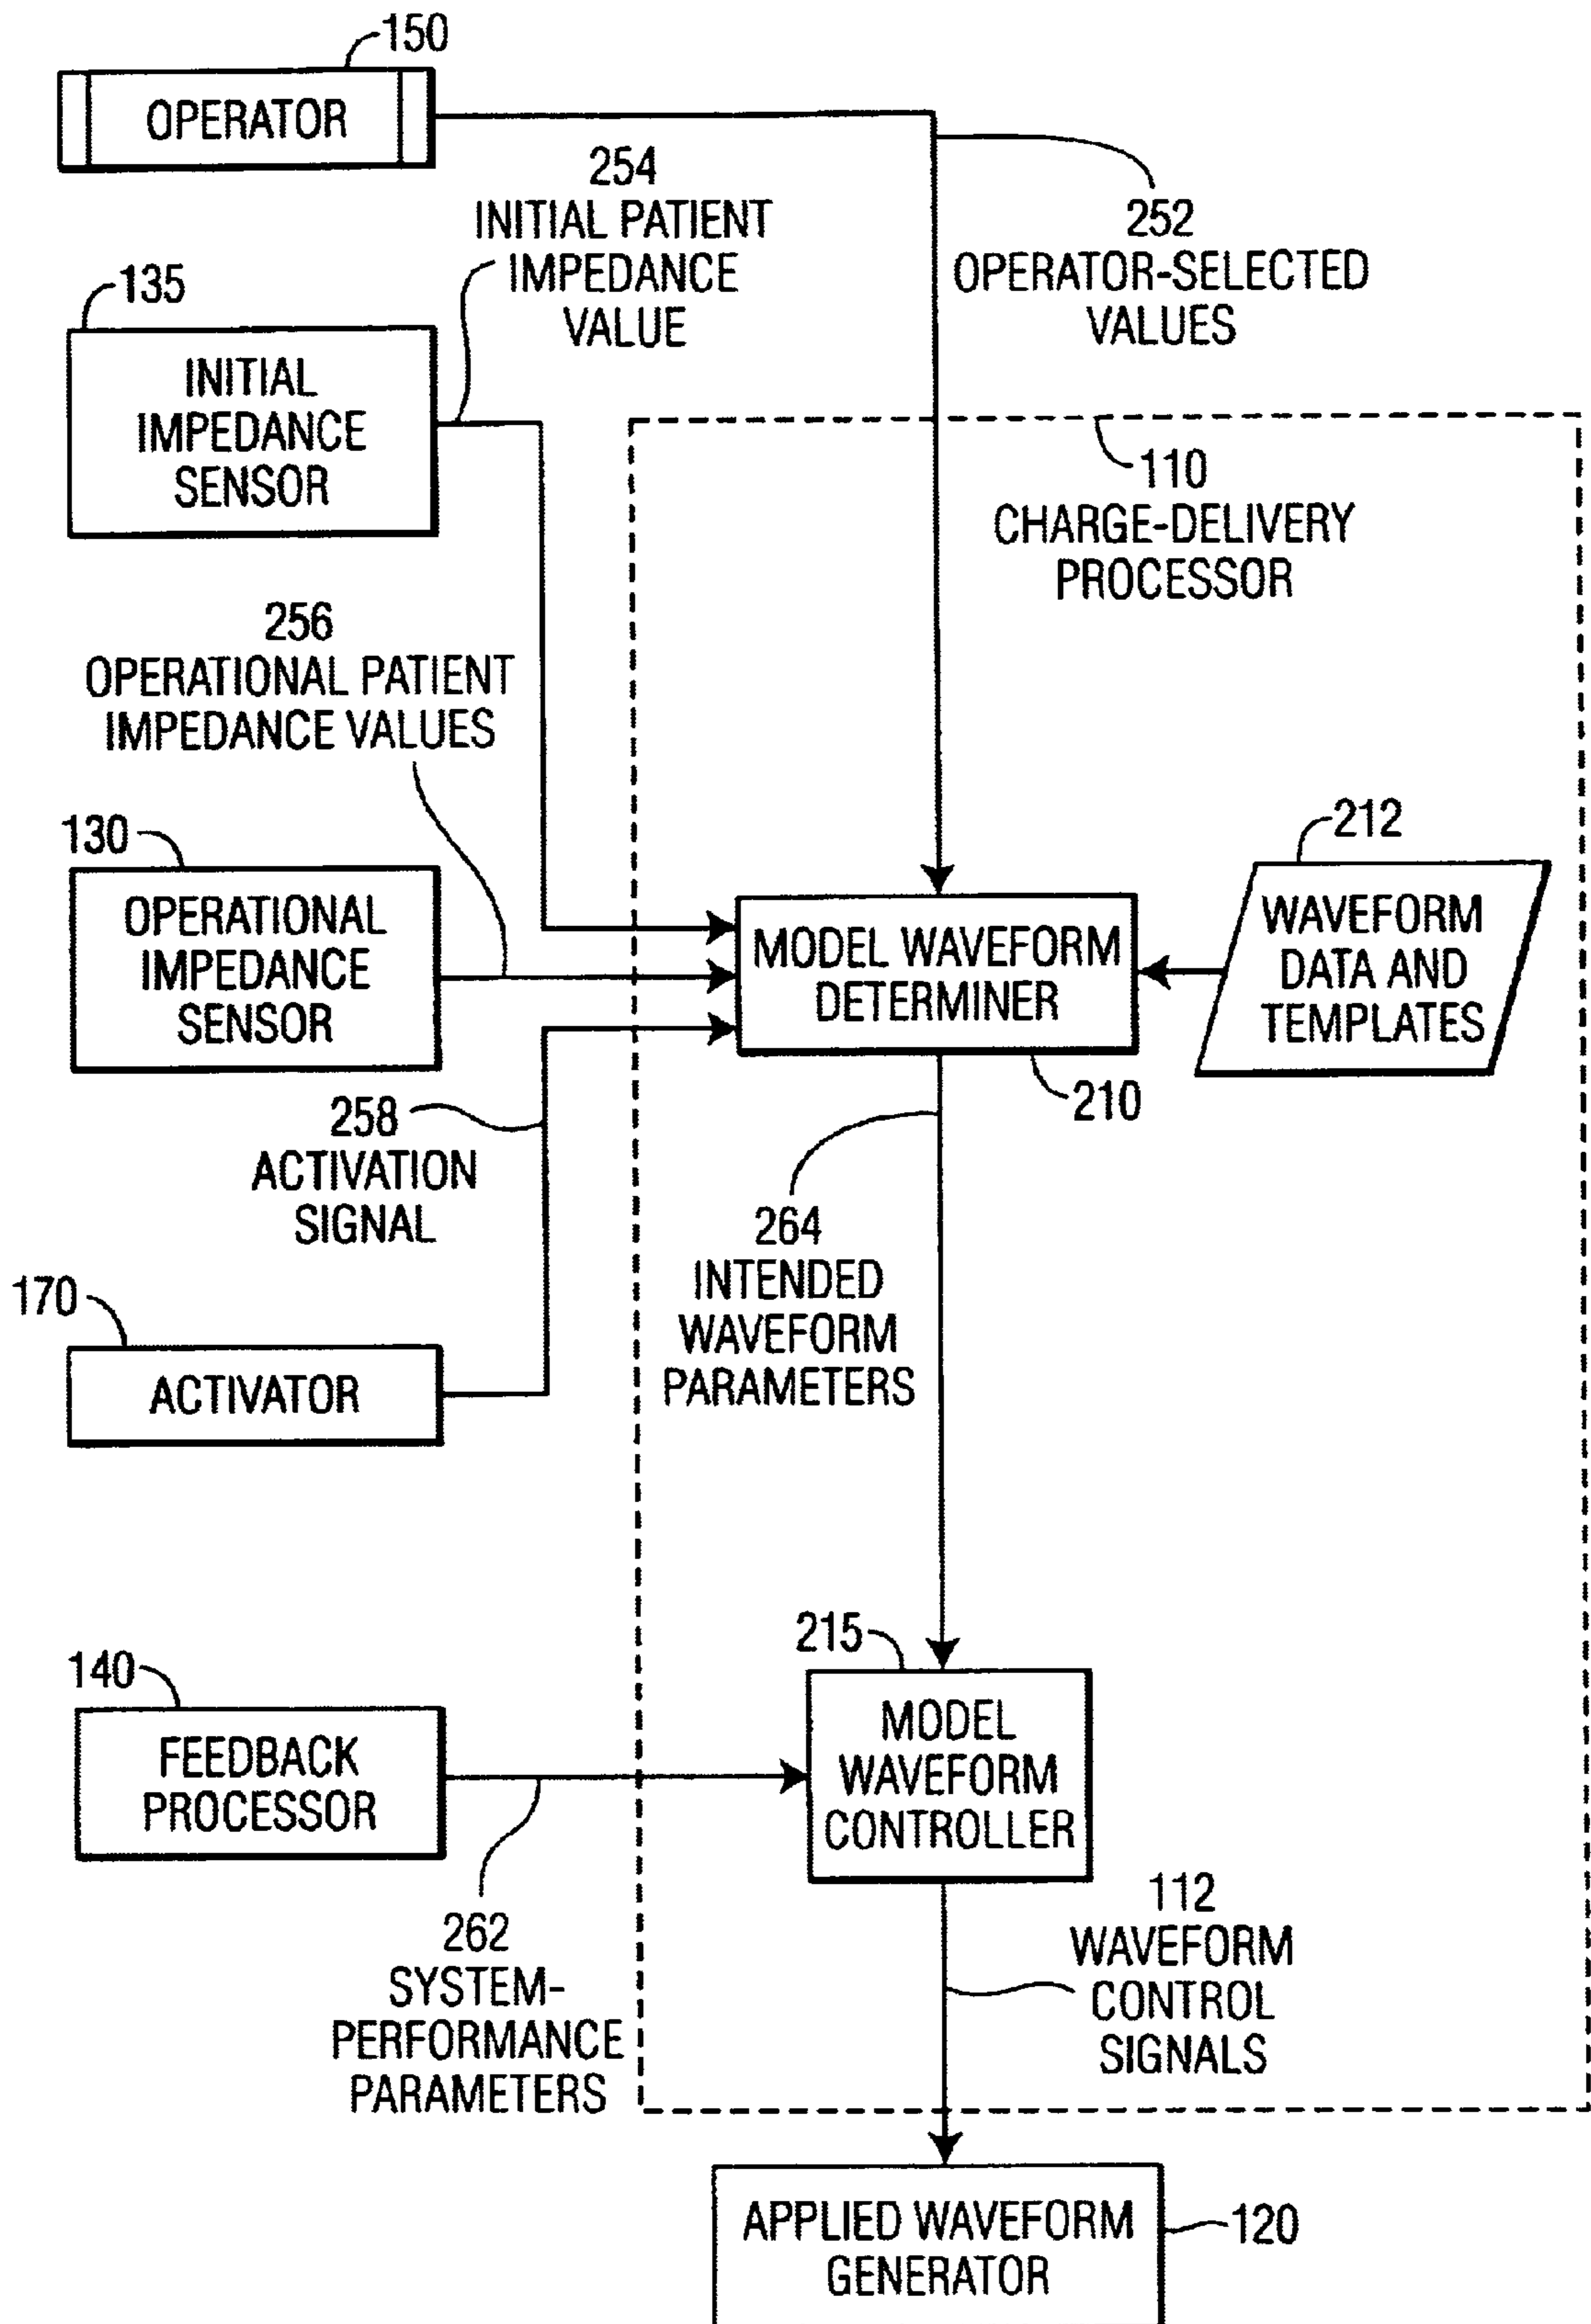 150
OPERATOR
254
INITIAL PATIENT
IMPEDANCE
VALUE
252
OPERATOR-SELECTED
VALUES
135
INITIAL
IMPEDANCE
SENSOR
110
CHARGE-DELIVERY
PROCESSOR
256
OPERATIONAL PATIENT
IMPEDANCE VALUES
130
OPERATIONAL
IMPEDANCE
SENSOR
MODEL WAVEFORM
DETERMINER
210
212
WAVEFORM
DATA AND
TEMPLATES
258
ACTIVATION
SIGNAL
264
INTENDED
WAVEFORM
PARAMETERS
170
ACTIVATOR
215
MODEL
WAVEFORM
CONTROLLER
140
FEEDBACK
PROCESSOR
262
SYSTEM-
PERFORMANCE
PARAMETERS
112
WAVEFORM
CONTROL
SIGNALS
APPLIED WAVEFORM
GENERATOR
120